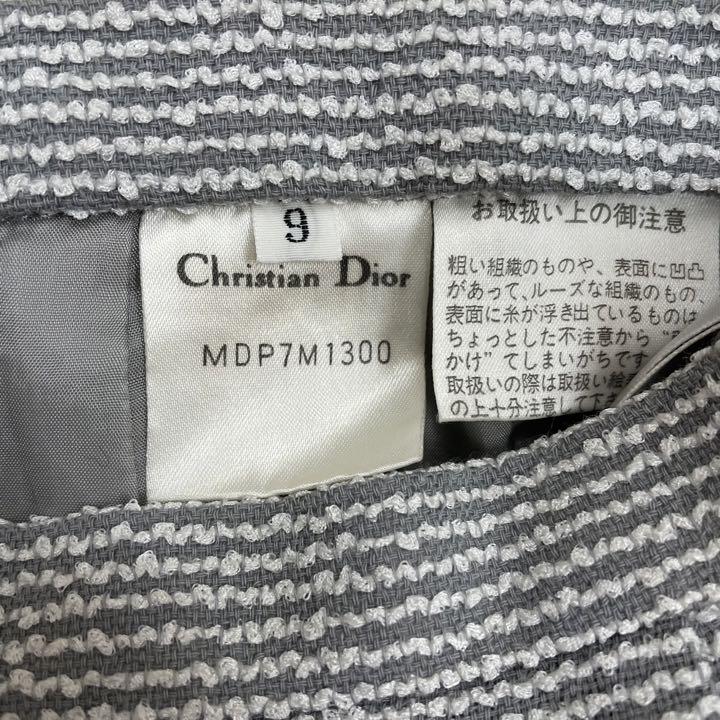 9
Christian Dior
MDP7M1300
お取扱い上の御注意
粗い組織のものや、表面に凹凸
があって、ルーズな組織のもの、
表面に糸が浮き出ているものは
ちょっとした不注意から
かけ”てしまいがちです
取扱いの際は取扱い絵
の上十分注意して下